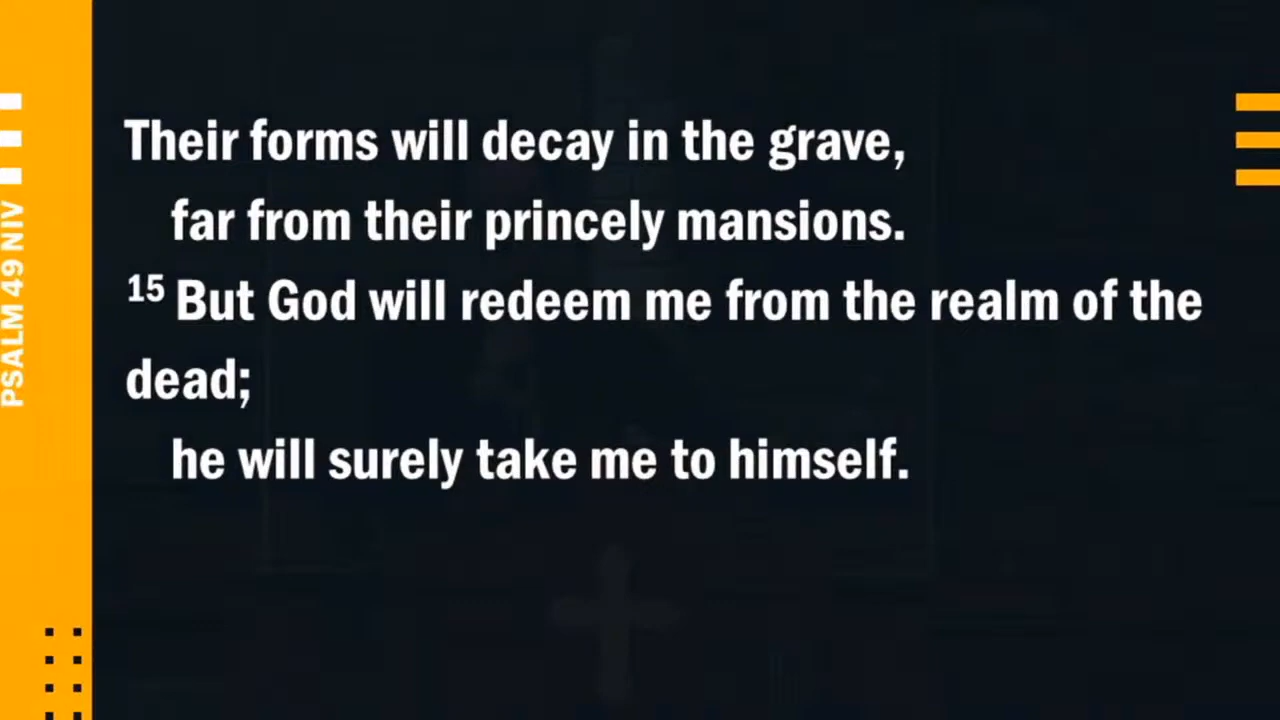 Their forms will decay in the grave,
far from their princely mansions.
15 But God will redeem me from the realm of the
dead;
he will surely take me to himself.
PSALM 49 NIV